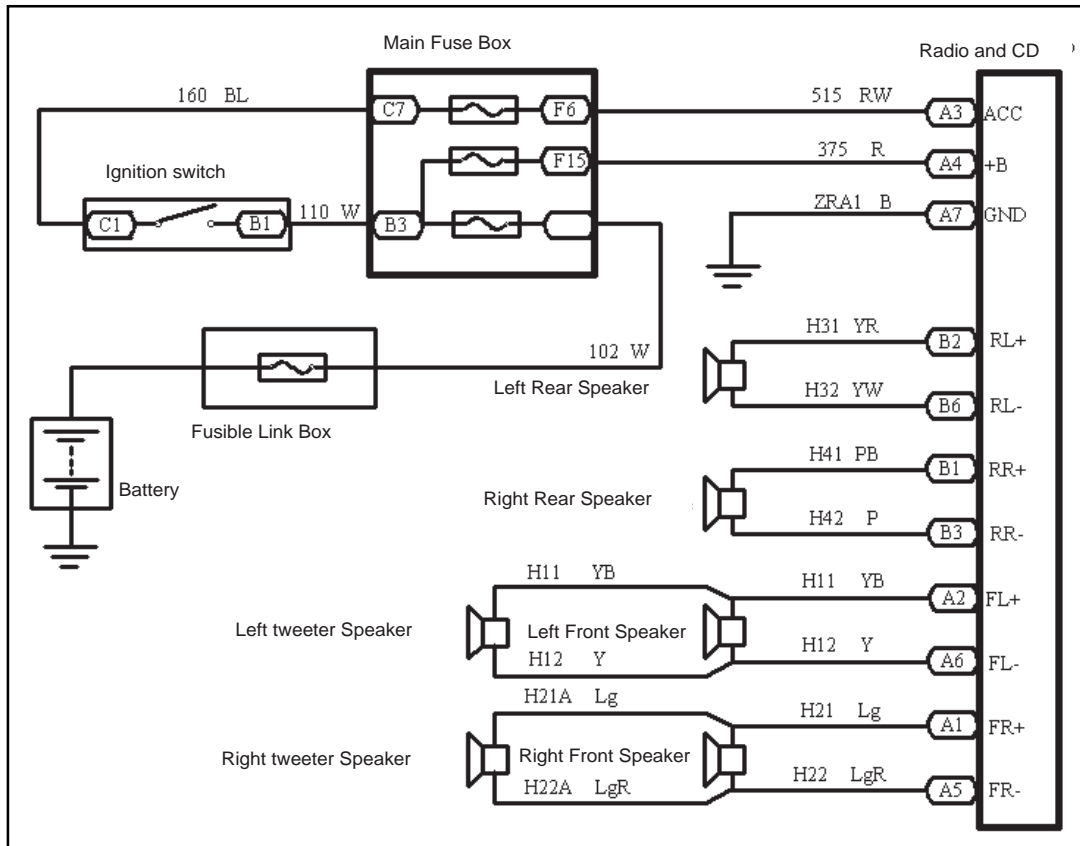 Main Fuse Box
Radio and CD
160 BL
C7
F6
515 RW
A3
ACC
F15
375 R
A4
+B
Ignition switch
C1
B1
110 W
B3
ZRA1 B
A7
GND
H31 YR
B2
RL+
102 W
Left Rear Speaker
H32 YW
B6
RL-
Fusible Link Box
Battery
H41 PB
B1
RR+
Right Rear Speaker
H42 P
B3
RR-
H11 YB
H11 YB
A2
FL+
Left tweeter Speaker
Left Front Speaker
H12 Y
H12 Y
A6
FL-
H21A Lg
H21 Lg
A1
FR+
Right tweeter Speaker
Right Front Speaker
H22A LgR
H22 LgR
A5
FR-